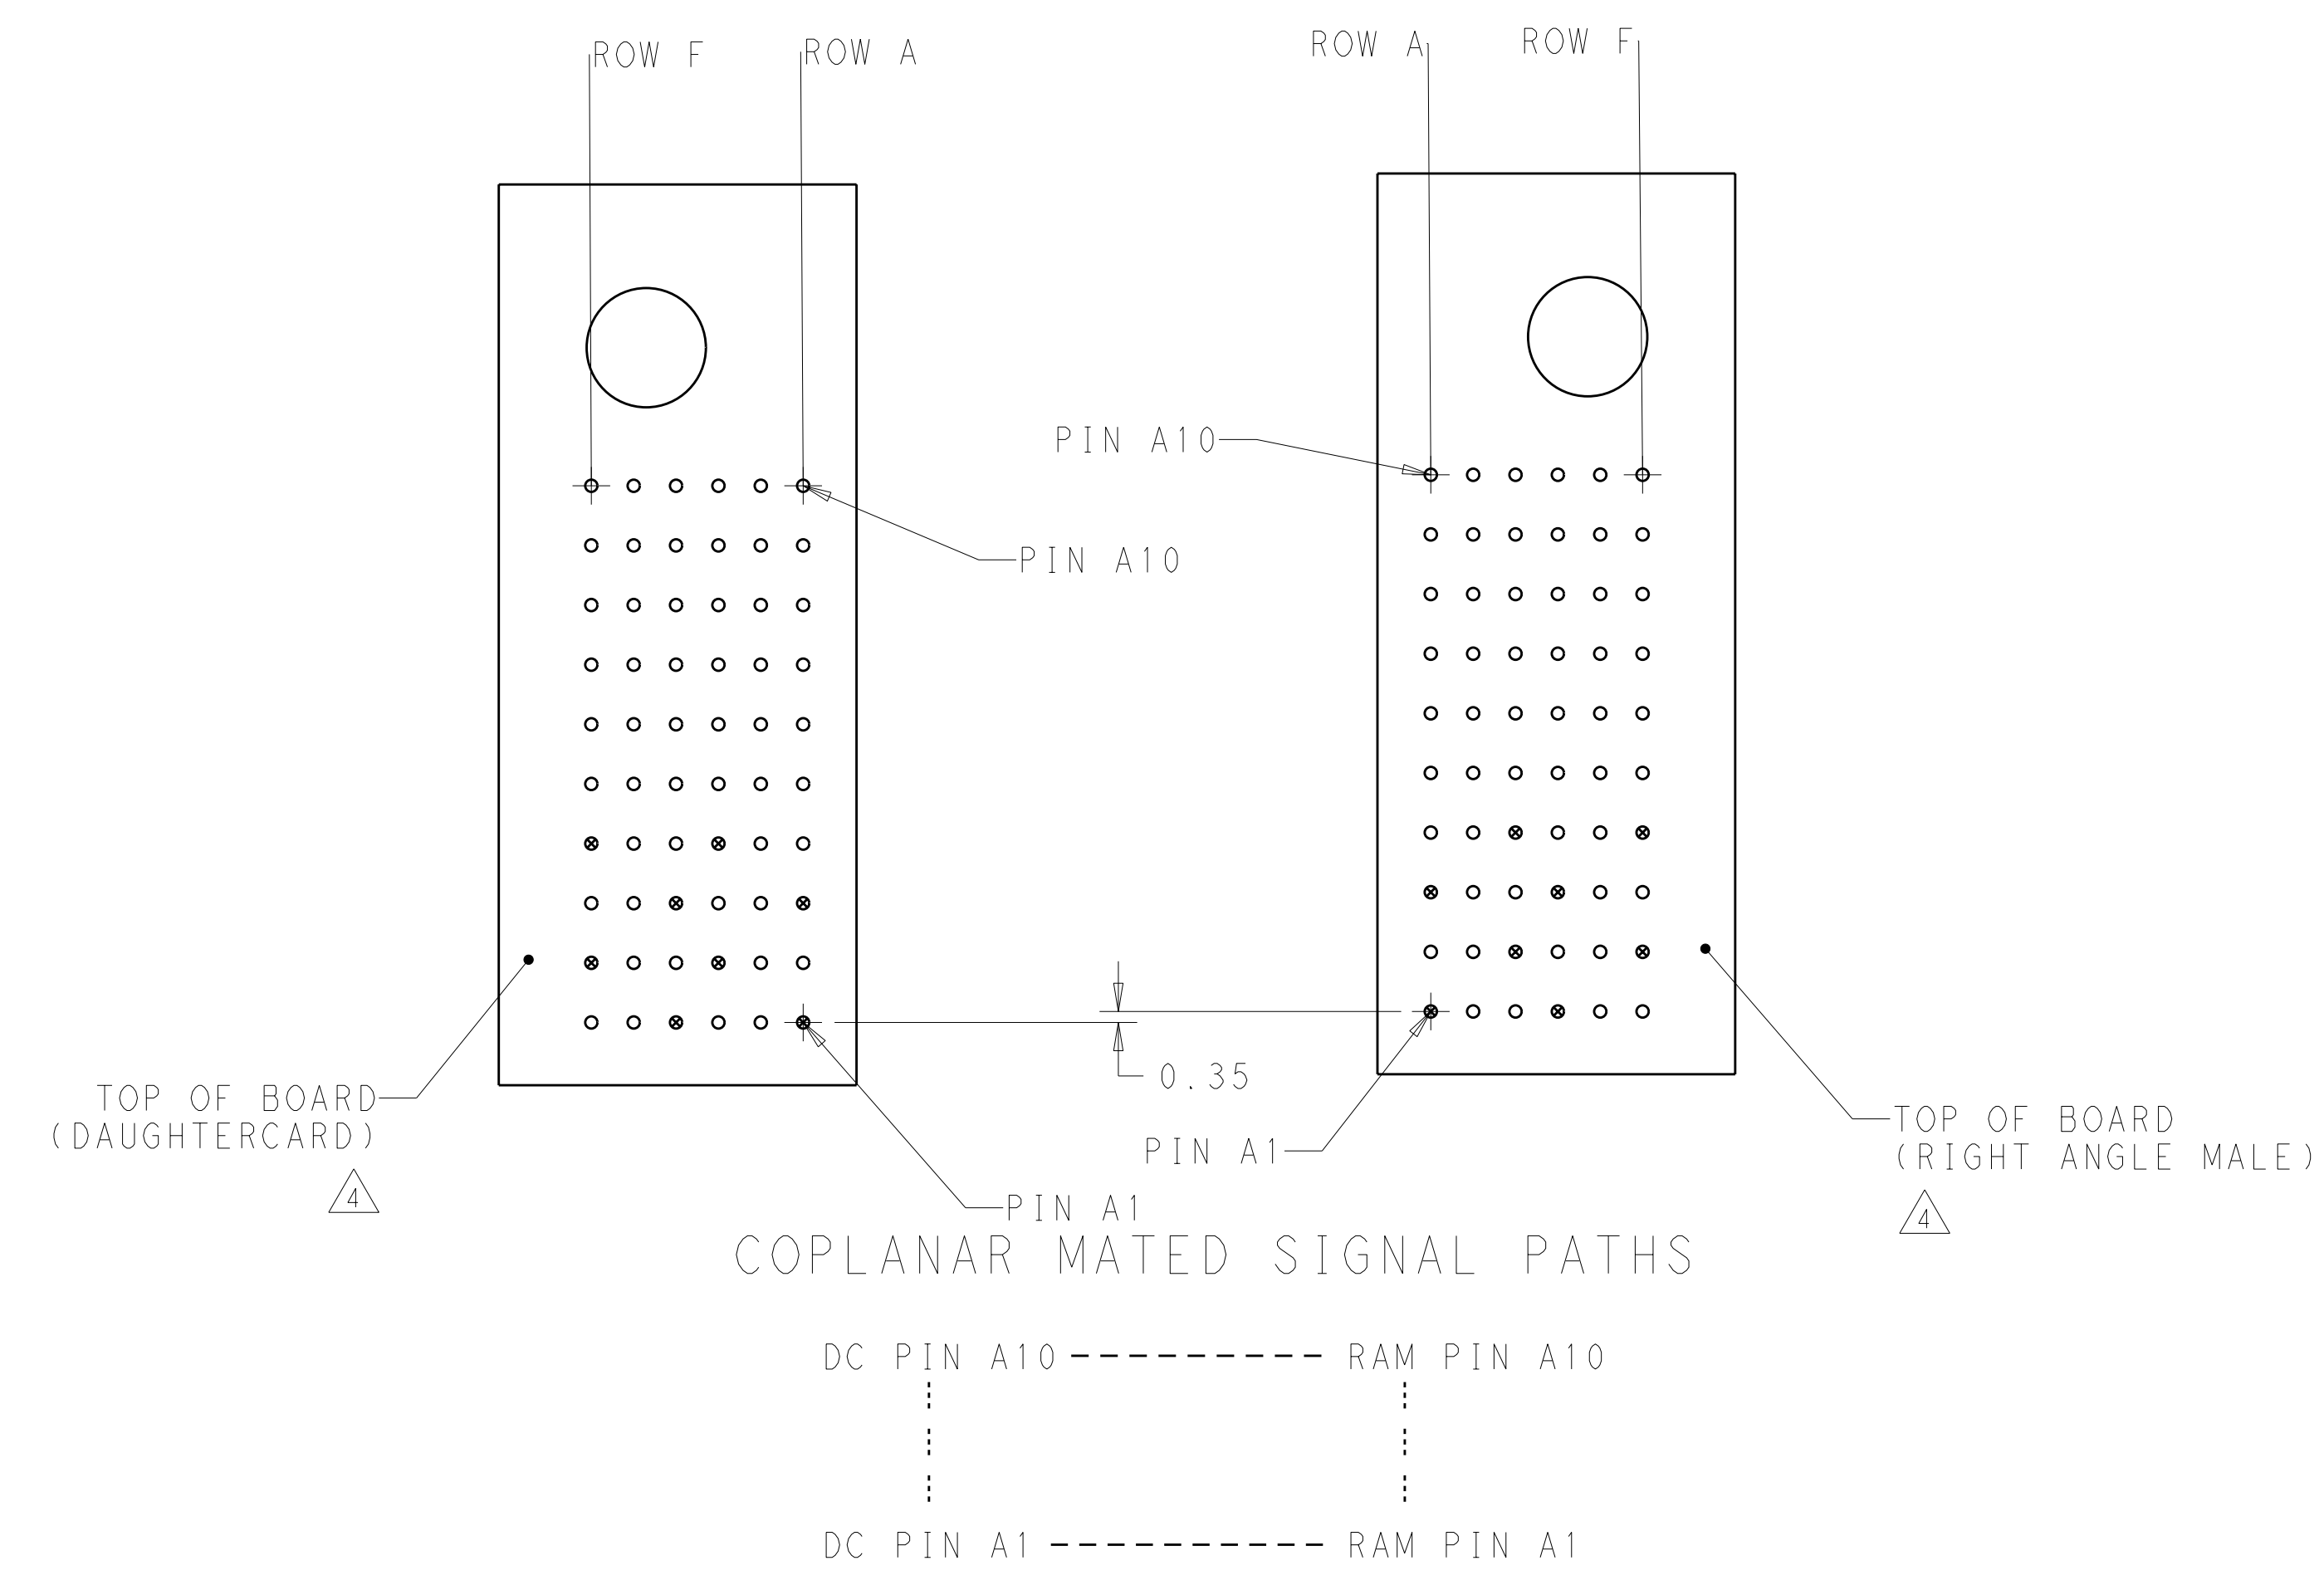 ROW F
ROW A
ROW A
ROW F
PIN A10
PIN A10
0.35
TOP OF BOARD
(DAUGHTERCARD)
4
PIN A1
PIN A1
TOP OF BOARD
(RIGHT ANGLE MALE)
4
COPLANAR MATED SIGNAL PATHS
DC PIN A10 RAM PIN A10
DC PIN A1 RAM PIN A1